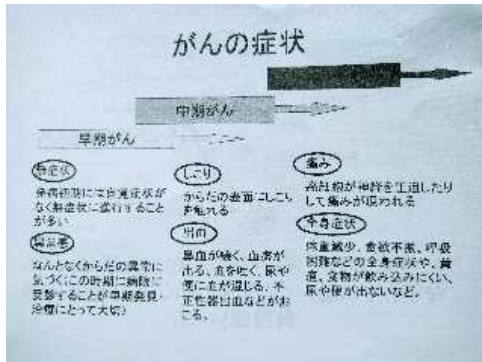 がんの症状
中期がん
早期がん
無症状
発病初期には自覚症状が
なく無症状に進行すること
が多い
異常感
なんとなくからだの異常に
気づく(この時期に病院に
受診することが早期発見・
治療にとって大切)
しこり
からだの表面にしこり
を触れる
出血
鼻血が続く、血痰が
出る、血を吐く、尿や
便に血が混じる、不
正性器出血などがお
こる。
痛み
がん細胞が神経を圧迫したり
して痛みが現われる
全身症状
体重減少、食欲不振、呼吸
困難などの全身症状や、黄
疸、食物が飲み込みにくい、
尿や便が出ないなど。